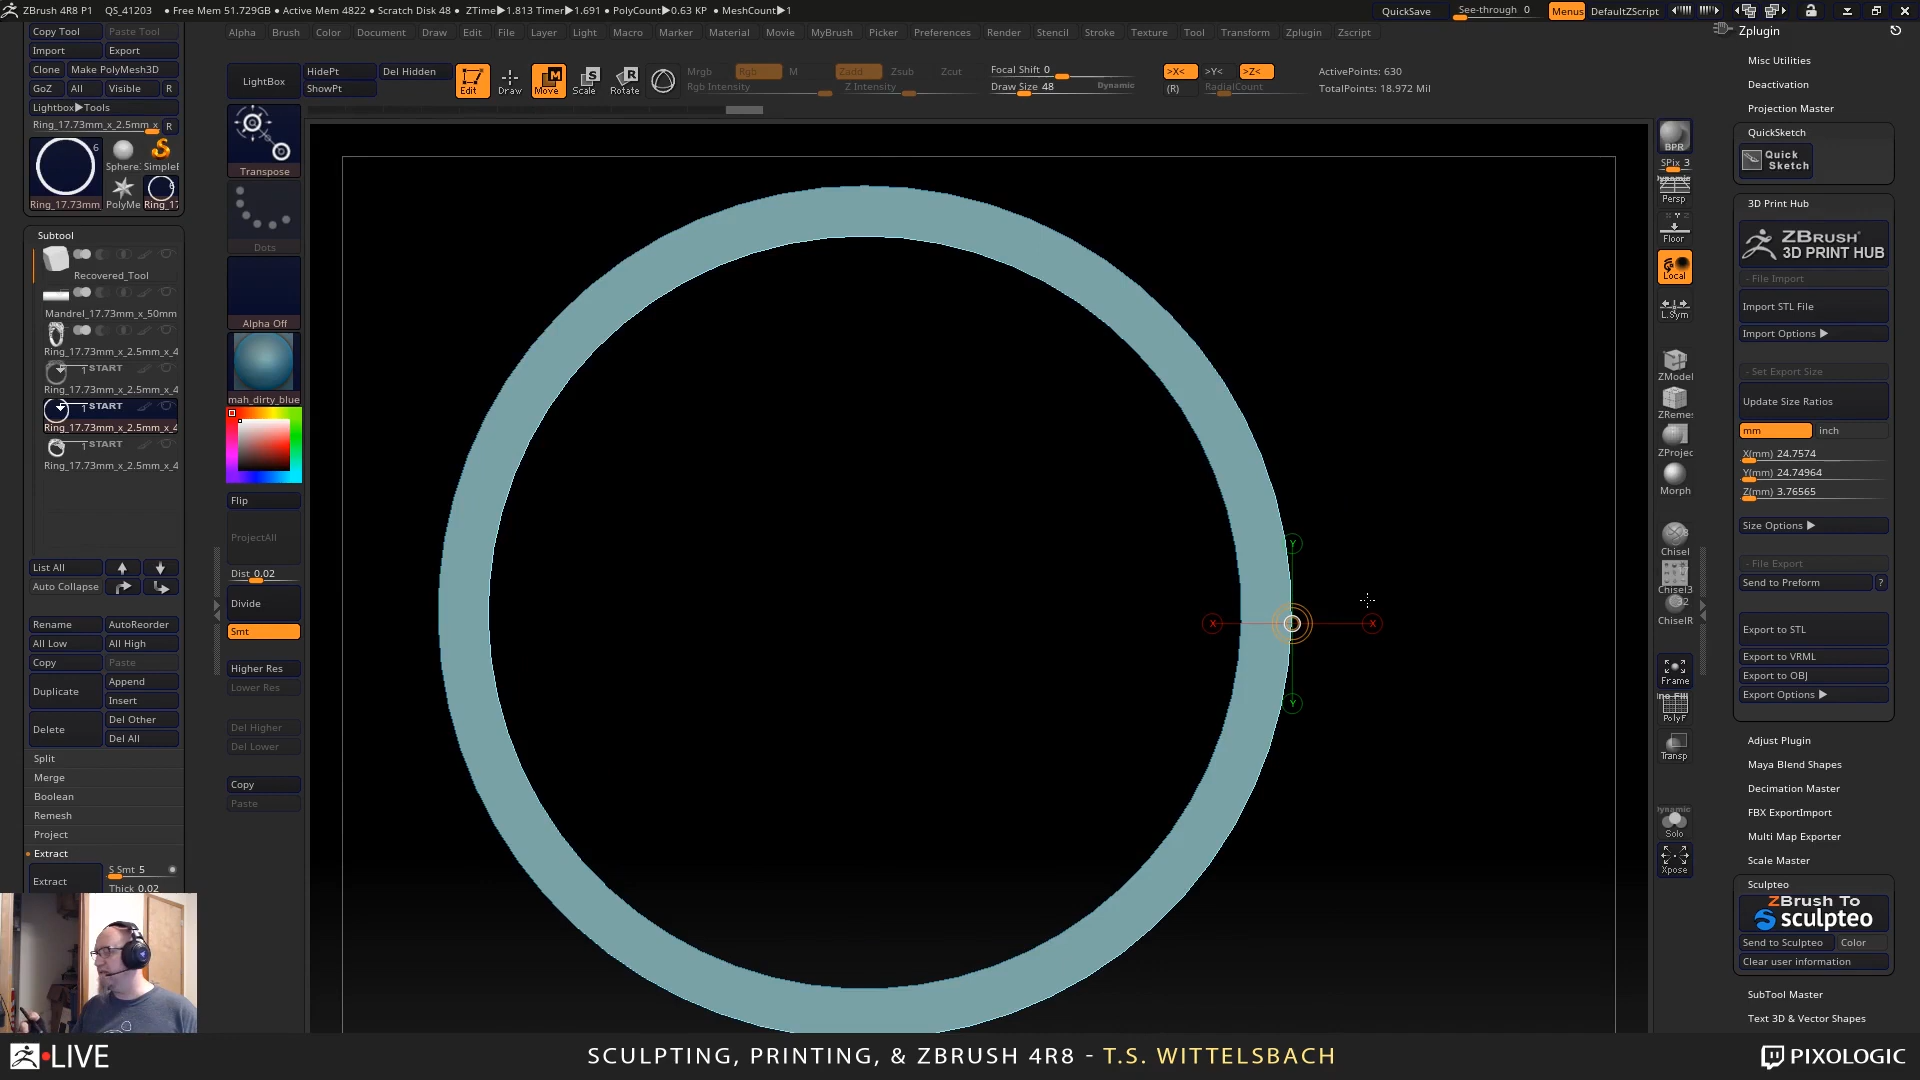 ZBrush 4R8 P1 QS_41203 • Free Mem 51.729GB • Active Mem 4822 • Scratch Disk 48 • ZTime▶1.813 Timer▶1.691 • PolyCount▶0.63 KP • MeshCount▶1 QuickSave See-through 0 Menus DefaultZScript
Alpha Brush Color Document Draw Edit File Layer Light Macro Marker Material Movie MyBrush Picker Preferences Render Stencil Stroke Texture Tool Transform Zplugin Zscript
Copy Tool Paste Tool
Import Export
Clone Make PolyMesh3D
GoZ All Visible R
Lightbox▶Tools
Ring_17.73mm_x_2.5mm_x R
6
Sphere. SimpleB
Ring_17.73mm PolyMe Ring_17
Subtool
Recovered_Tool
Mandrel_17.73mm_x_50mm
Ring_17.73mm_x_2.5mm_x_4
START
Ring_17.73mm_x_2.5mm_x_4
START
Ring_17.73mm_x_2.5mm_x_4
START
Ring_17.73mm_x_2.5mm_x_4
List All
Auto Collapse
Rename AutoReorder
All Low All High
Copy Paste
Duplicate Append
Insert
Delete Del Other
Del All
Split
Merge
Boolean
Remesh
Project
Extract
Extract S Smt 5
Thick 0.02
LightBox
HidePt Del Hidden
ShowPt
Edit Draw Move Scale Rotate
Mrgb Rgb M Zadd Zsub Zcut
Rgb Intensity Z Intensity
Focal Shift 0
Draw Size 48 Dynamic
>X< >Y< >Z<
(R) RadialCount
ActivePoints: 630
TotalPoints: 18.972 Mil
Transpose
Dots
Alpha Off
mah_dirty_blue
Flip
ProjectAll
Dist 0.02
Divide
Smt
Higher Res
Lower Res
Del Higher
Del Lower
Copy
Paste
Y
X X
Y
BPR
SPix 3
Dynamic
Persp
Floor
Local
L.Sym
ZModel
ZRemes
ZProjec
Morph
Chisel
Chisel3
ChiselR
Frame
PolyF
Transp
Dynamic
Solo
Xpose
Zplugin
Misc Utilities
Deactivation
Projection Master
QuickSketch
Quick Sketch
3D Print Hub
ZBRUSH 3D PRINT HUB
- File Import
Import STL File
Import Options ▶
- Set Export Size
Update Size Ratios
mm inch
X(mm) 24.7574
Y(mm) 24.74964
Z(mm) 3.76565
Size Options ▶
- File Export
Send to Preform ?
Export to STL
Export to VRML
Export to OBJ
Export Options ▶
Adjust Plugin
Maya Blend Shapes
Decimation Master
FBX ExportImport
Multi Map Exporter
Scale Master
Sculpteo
ZBrush To
sculpteo
Send to Sculpteo Color
Clear user information
SubTool Master
Text 3D & Vector Shapes
LIVE SCULPTING, PRINTING, & ZBRUSH 4R8 - T.S. WITTELSBACH PIXOLOGIC